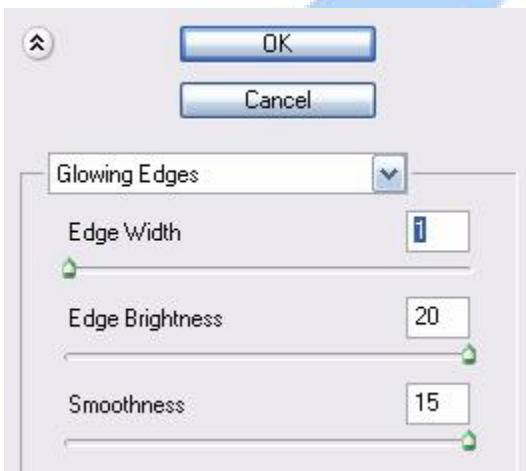 OK
Cancel
Glowing Edges
Edge Width 1
Edge Brightness 20
Smoothness 15